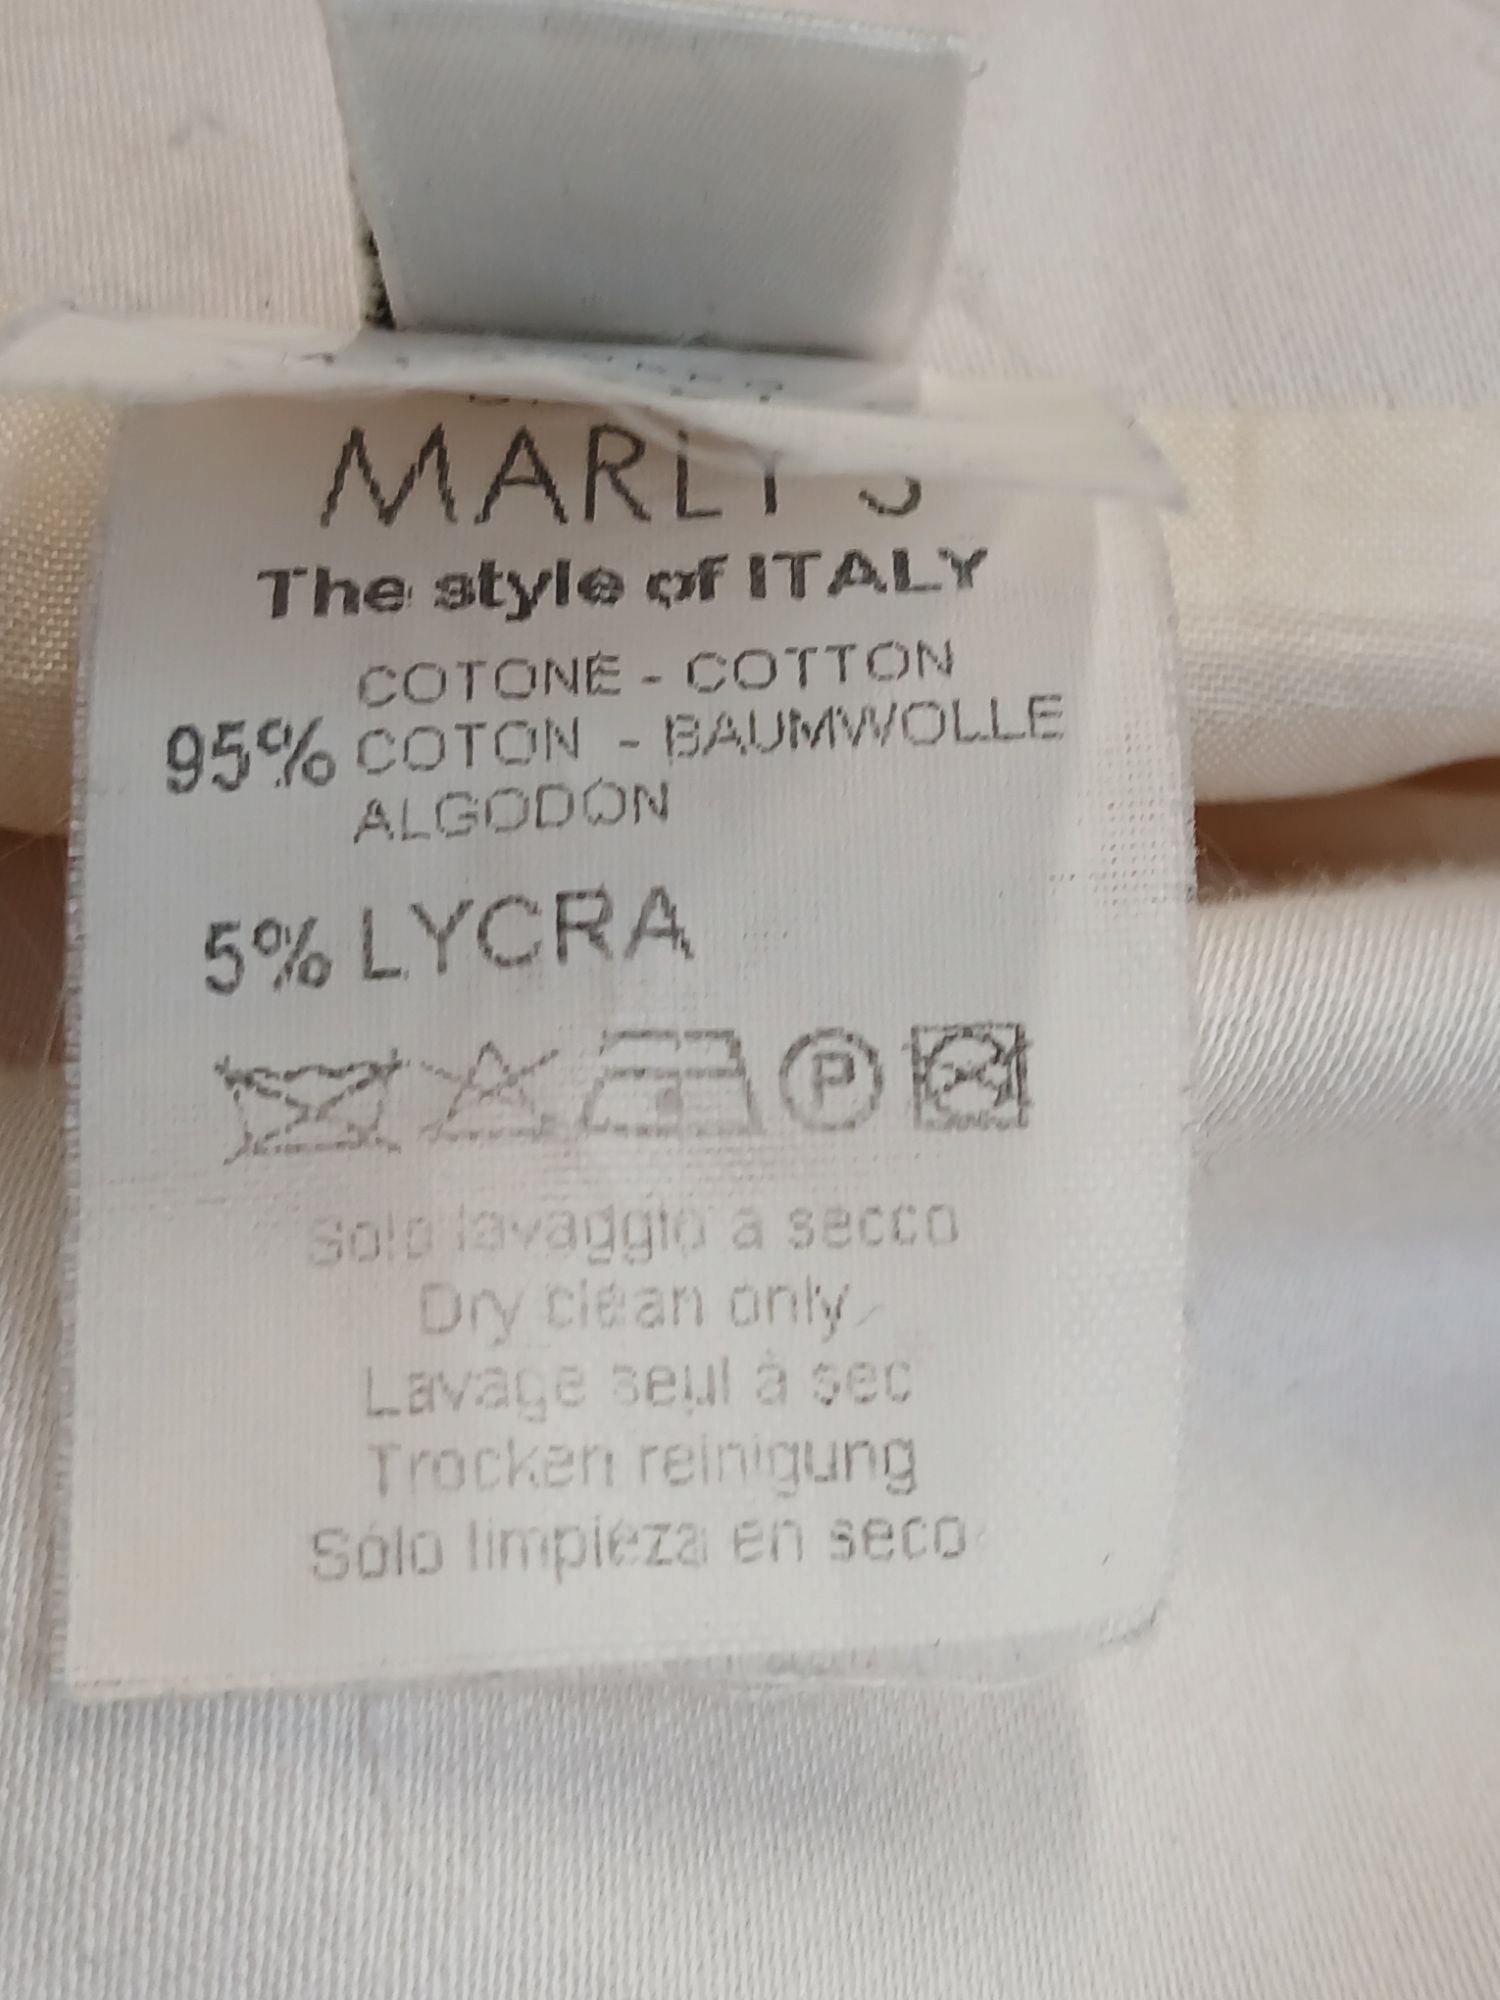 MARLY'S
The style of ITALY
COTONE - COTTON
95% COTON - BAUMWOLLE
ALGODON
5% LYCRA
P
Solo lavaggio a secco
Dry clean only
Lavage seul à sec
Trocken reinigung
Sólo limpieza en seco